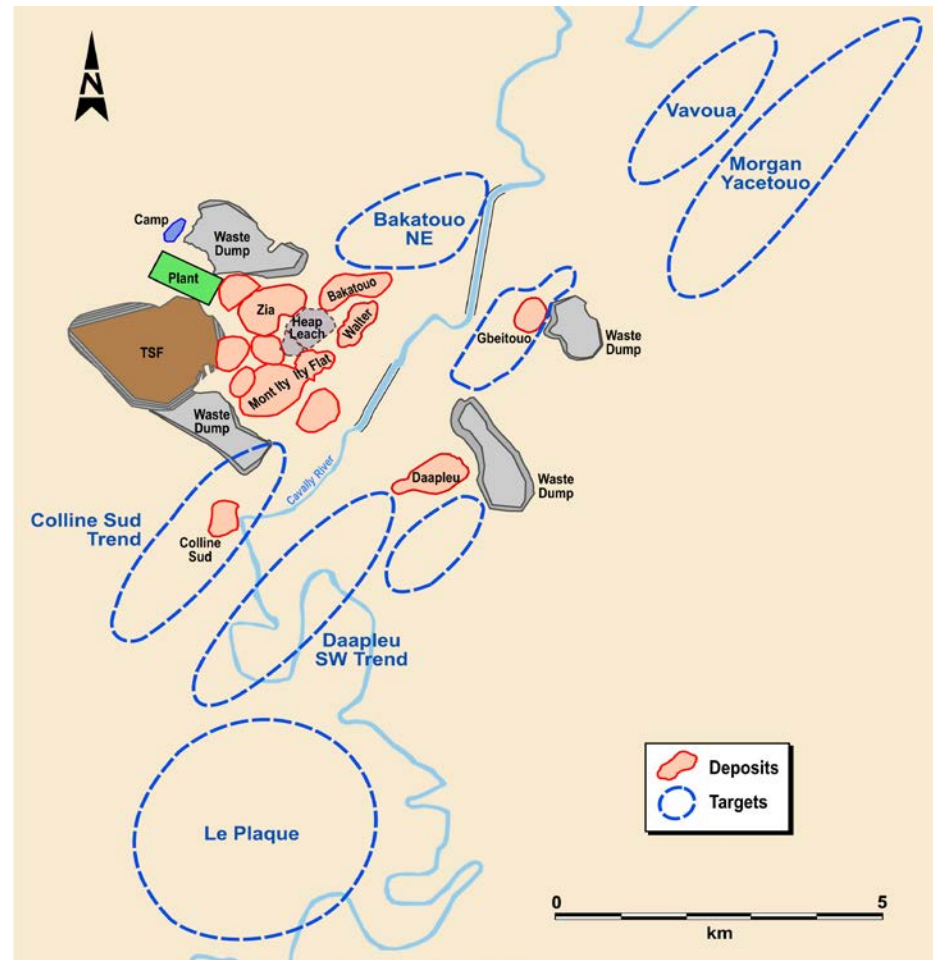 N
Vavoua
Morgan
Yacetouo
Bakatouo
NE
Camp
Waste
Dump
Plant
Zia
Bakatouo
Heap
Leach
Walter
TSF
Ity Flat
Mont Ity
Gbeitouo
Waste
Dump
Waste
Dump
Cavally River
Daapleu
Waste
Dump
Colline Sud
Trend
Colline
Sud
Daapleu
SW Trend
Le Plaque
Deposits
Targets
0 5
km